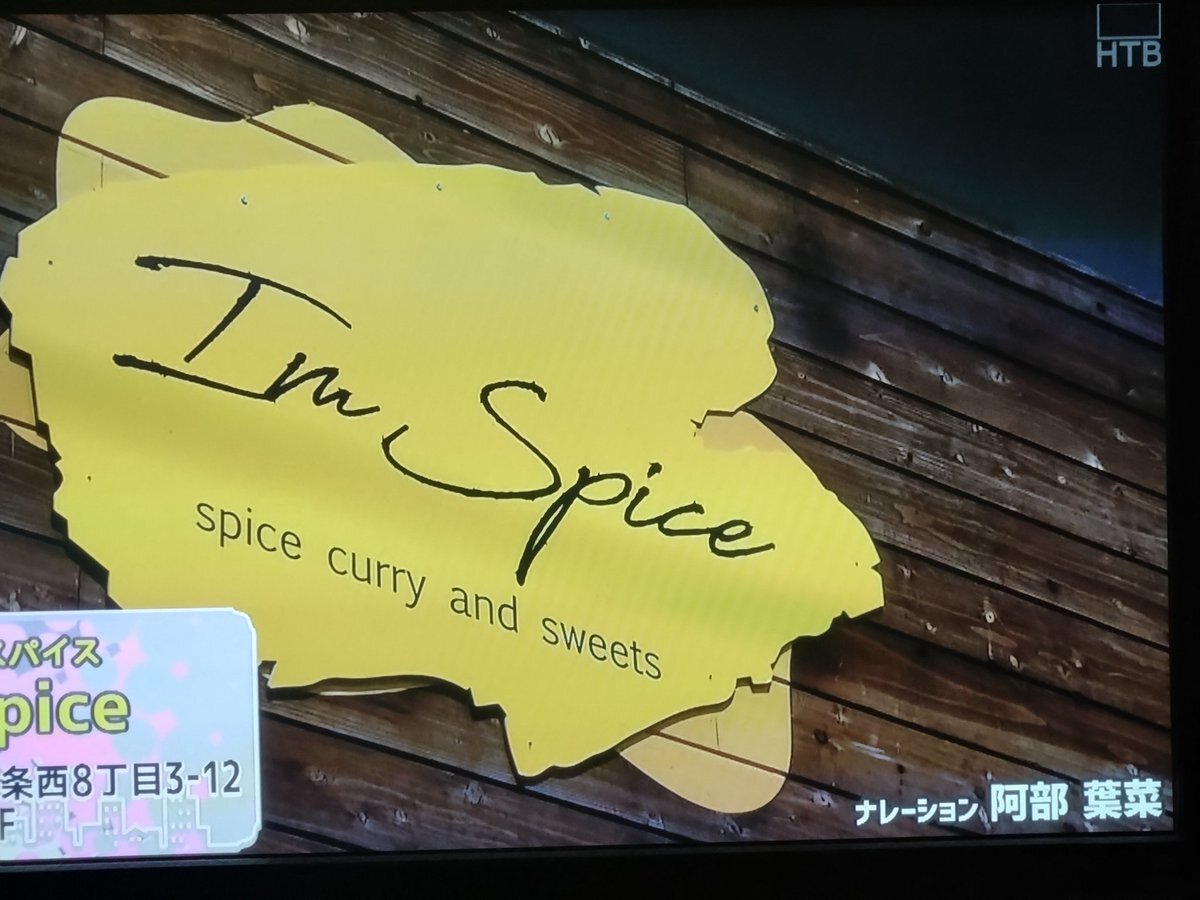 HTB
Im Spice
spice curry and sweets
スパイス
pice
条西8丁目3-12
F
ナレーション 阿部 葉菜